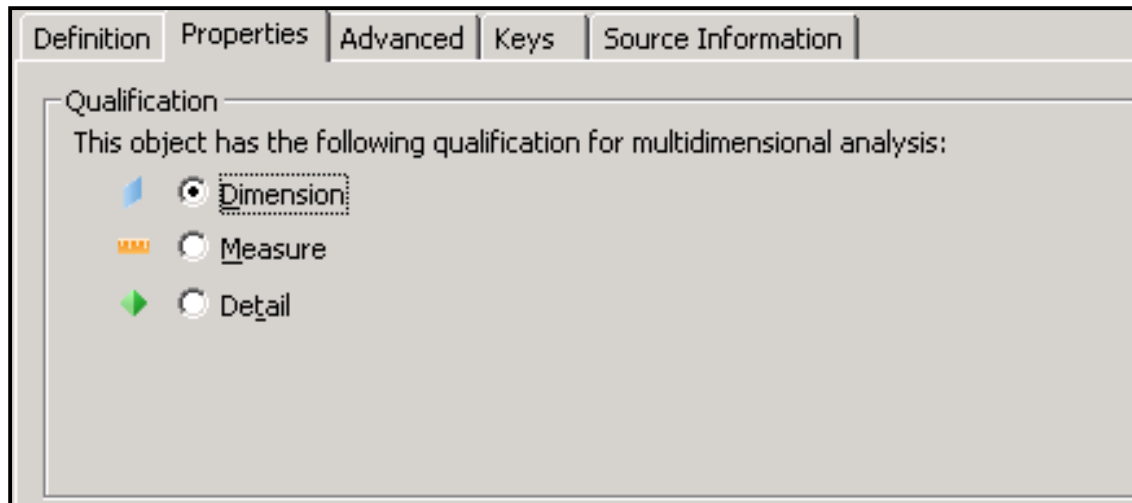 Definition Properties Advanced Keys Source Information
Qualification
This object has the following qualification for multidimensional analysis:
Dimension
Measure
Detail